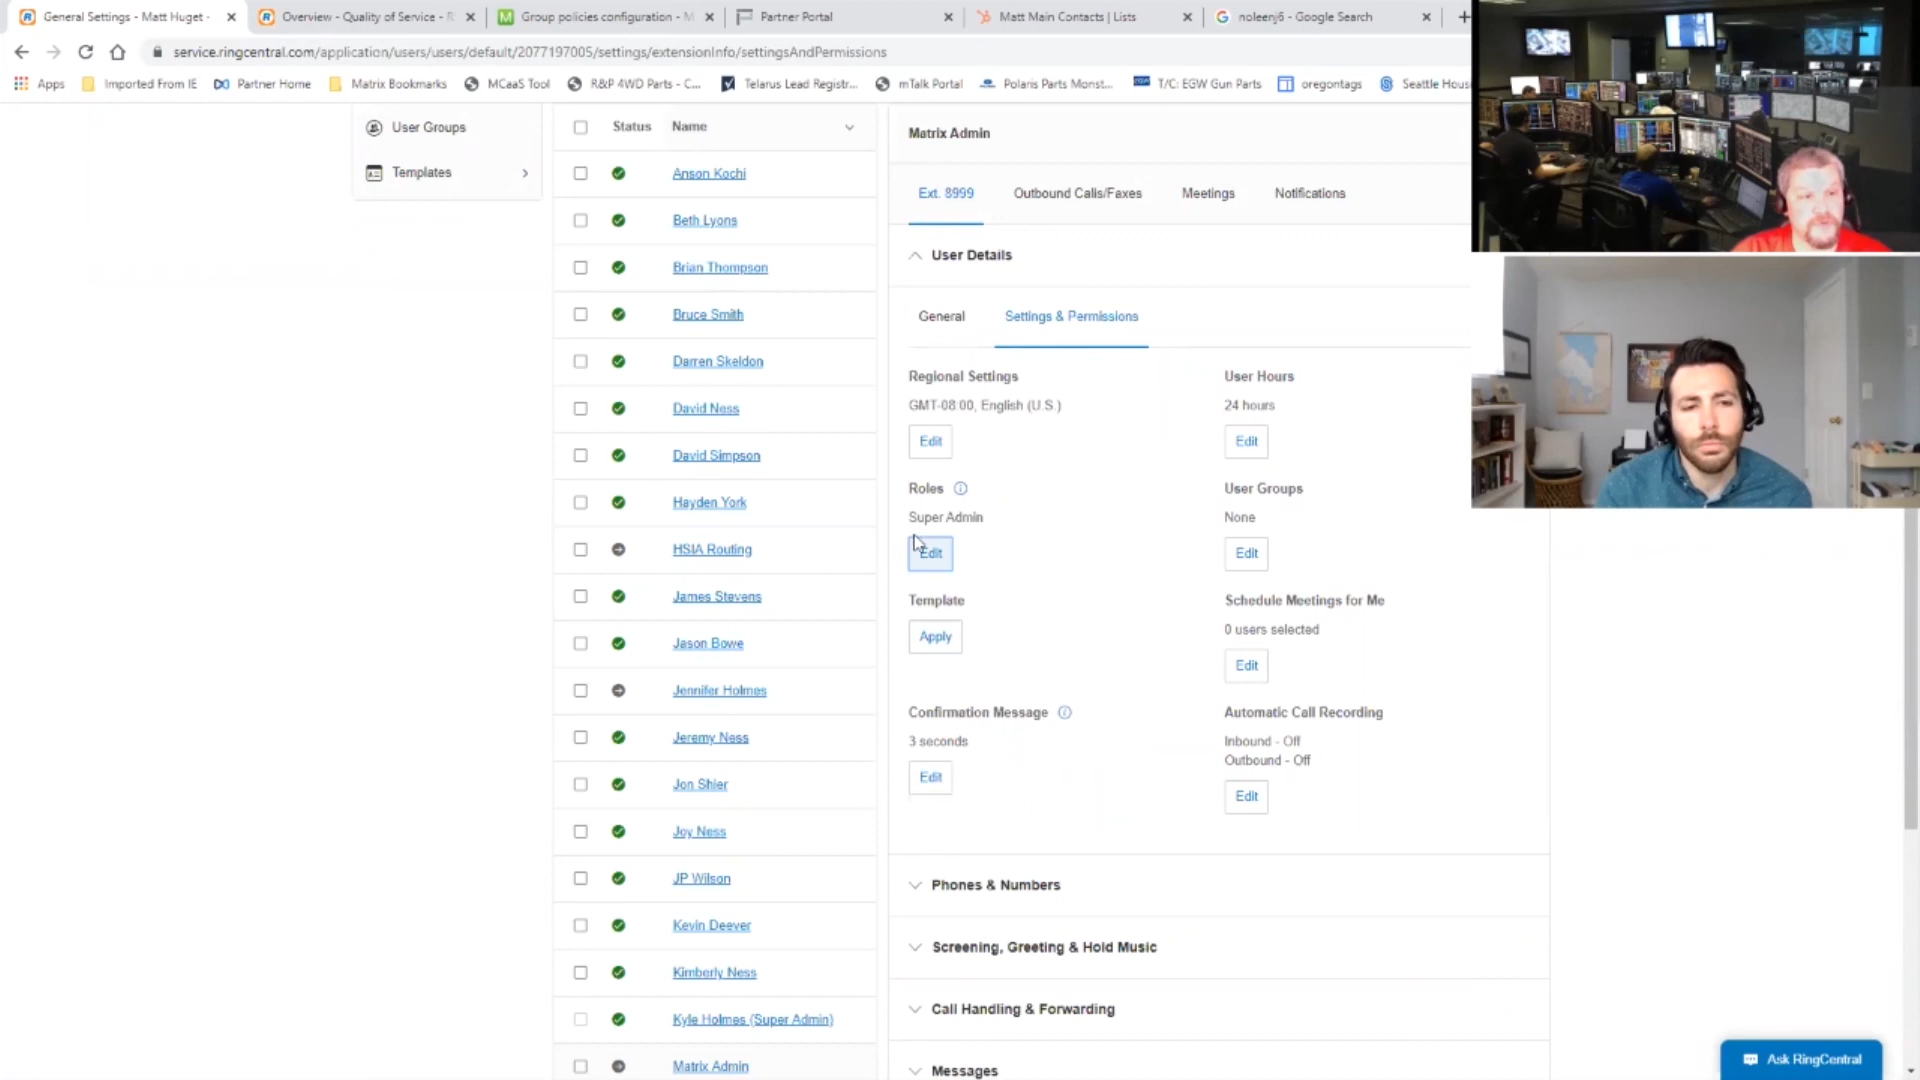 General Settings - Matt Huget -
Overview - Quality of Service - R
Group policies configuration - M
Partner Portal
Matt Main Contacts | Lists
noleenj6 - Google Search
service.ringcentral.com/application/users/users/default/2077197005/settings/extensionInfo/settingsAndPermissions
Apps
Imported From IE
Partner Home
Matrix Bookmarks
MCaaS Tool
R&P 4WD Parts - C...
Telarus Lead Registr...
mTalk Portal
Polaris Parts Monst...
T/C: EGW Gun Parts
oregontags
Seattle Hous
User Groups
Templates
Status
Name
Anson Kochi
Beth Lyons
Brian Thompson
Bruce Smith
Darren Skeldon
David Ness
David Simpson
Hayden York
HSIA Routing
James Stevens
Jason Bowe
Jennifer Holmes
Jeremy Ness
Jon Shier
Joy Ness
JP Wilson
Kevin Deever
Kimberly Ness
Kyle Holmes (Super Admin)
Matrix Admin
Matrix Admin
Ext. 8999
Outbound Calls/Faxes
Meetings
Notifications
User Details
General
Settings & Permissions
Regional Settings
GMT-08:00, English (U.S.)
Edit
User Hours
24 hours
Edit
Roles
Super Admin
Edit
User Groups
None
Edit
Template
Apply
Schedule Meetings for Me
0 users selected
Edit
Confirmation Message
3 seconds
Edit
Automatic Call Recording
Inbound - Off
Outbound - Off
Edit
Phones & Numbers
Screening, Greeting & Hold Music
Call Handling & Forwarding
Messages
Ask RingCentral